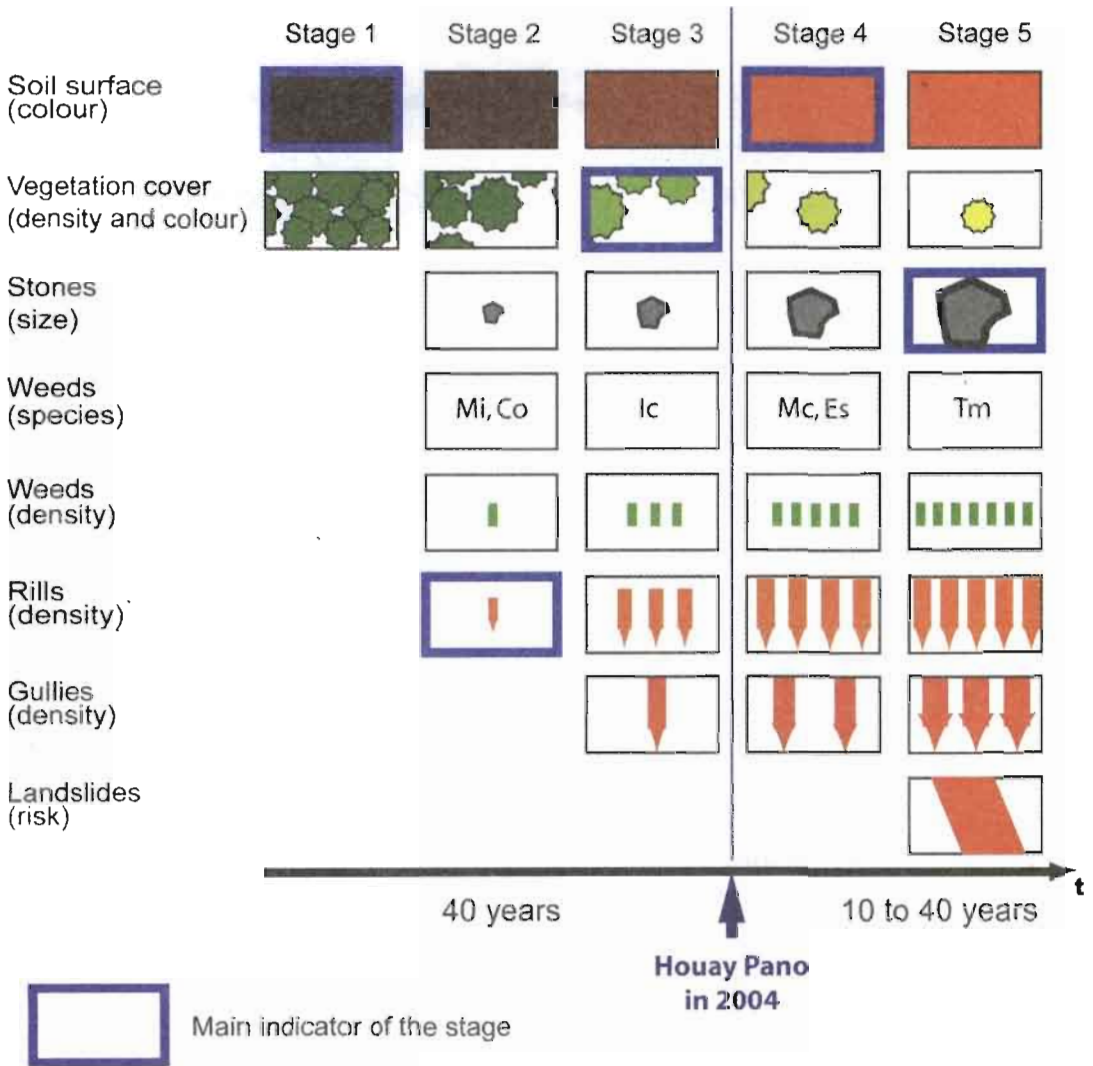 Stage 1 Stage 2 Stage 3 Stage 4 Stage 5
Soil surface
(colour)
Vegetation cover
(density and colour)
Stones
(size)
Weeds
(species)
Mi, Co Ic Mc, Es Tm
Weeds
(density)
Rills
(density)
Gullies
(density)
Landslides
(risk)
t
40 years 10 to 40 years
Houay Pano
in 2004
Main indicator of the stage